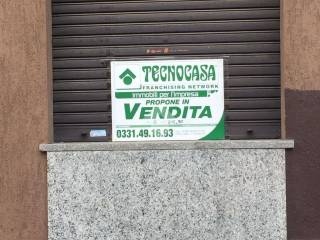 TECNOCASA
FRANCHISING NETWORK
immobili per l'impresa
PROPONE IN
VENDITA
0331.49.16.93